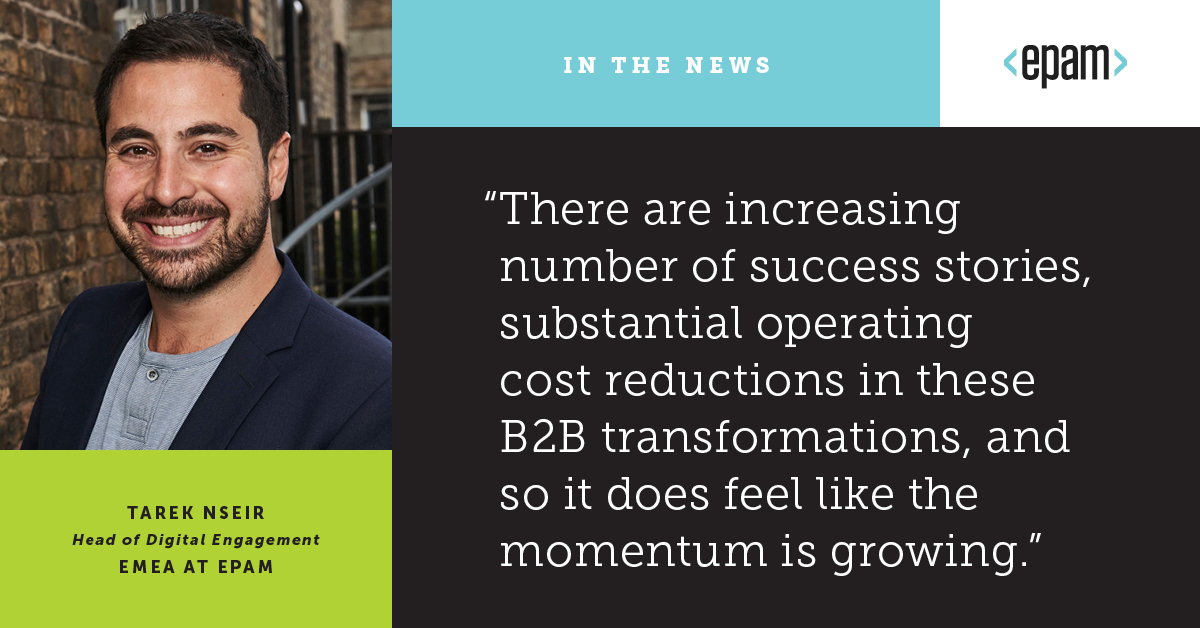 IN THE NEWS
<epam>
“There are increasing
number of success stories,
substantial operating
cost reductions in these
B2B transformations, and
so it does feel like the
momentum is growing.”
TAREK NSEIR
Head of Digital Engagement
EMEA AT EPAM